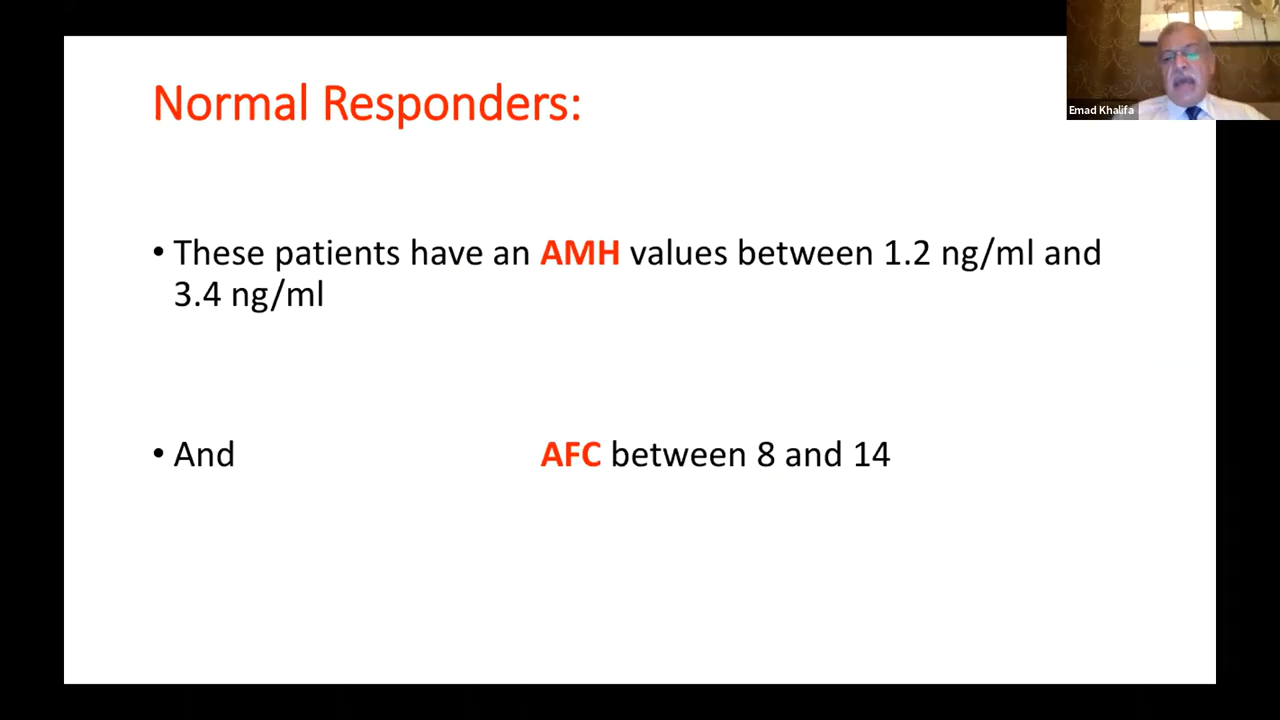 Normal Responders:
Emad Khalifa
• These patients have an AMH values between 1.2 ng/ml and
3.4 ng/ml
• And AFC between 8 and 14